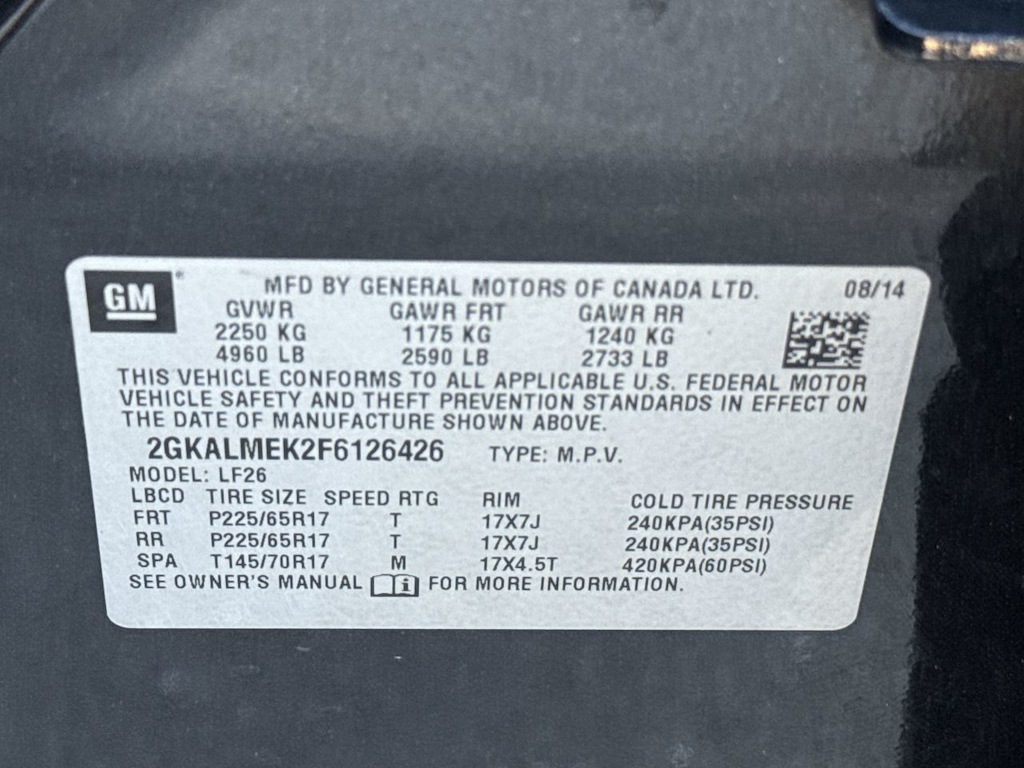 GM
MFD BY GENERAL MOTORS OF CANADA LTD. 08/14
GVWR GAWR FRT GAWR RR
2250 KG 1175 KG 1240 KG
4960 LB 2590 LB 2733 LB
THIS VEHICLE CONFORMS TO ALL APPLICABLE U.S. FEDERAL MOTOR
VEHICLE SAFETY AND THEFT PREVENTION STANDARDS IN EFFECT ON
THE DATE OF MANUFACTURE SHOWN ABOVE.
2GKALMEK2F6126426 TYPE: M.P.V.
MODEL: LF26
LBCD TIRE SIZE SPEED RTG RIM COLD TIRE PRESSURE
FRT P225/65R17 T 17X7J 240KPA(35PSI)
RR P225/65R17 T 17X7J 240KPA(35PSI)
SPA T145/70R17 M 17X4.5T 420KPA(60PSI)
SEE OWNER'S MANUAL i FOR MORE INFORMATION.